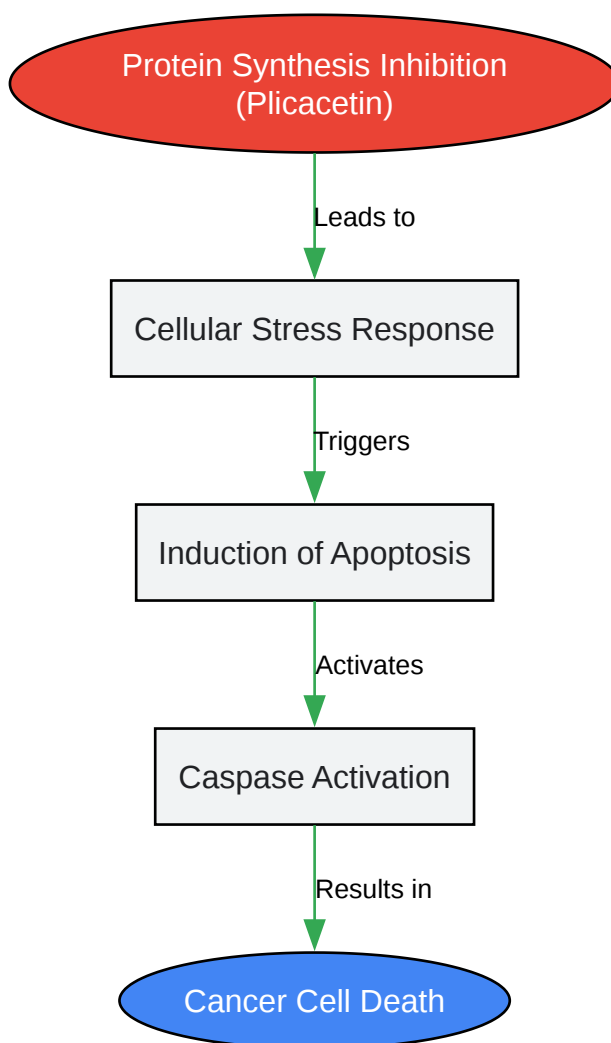 Protein Synthesis Inhibition
(Plicacetin)
Leads to
Cellular Stress Response
Triggers
Induction of Apoptosis
Activates
Caspase Activation
Results in
Cancer Cell Death